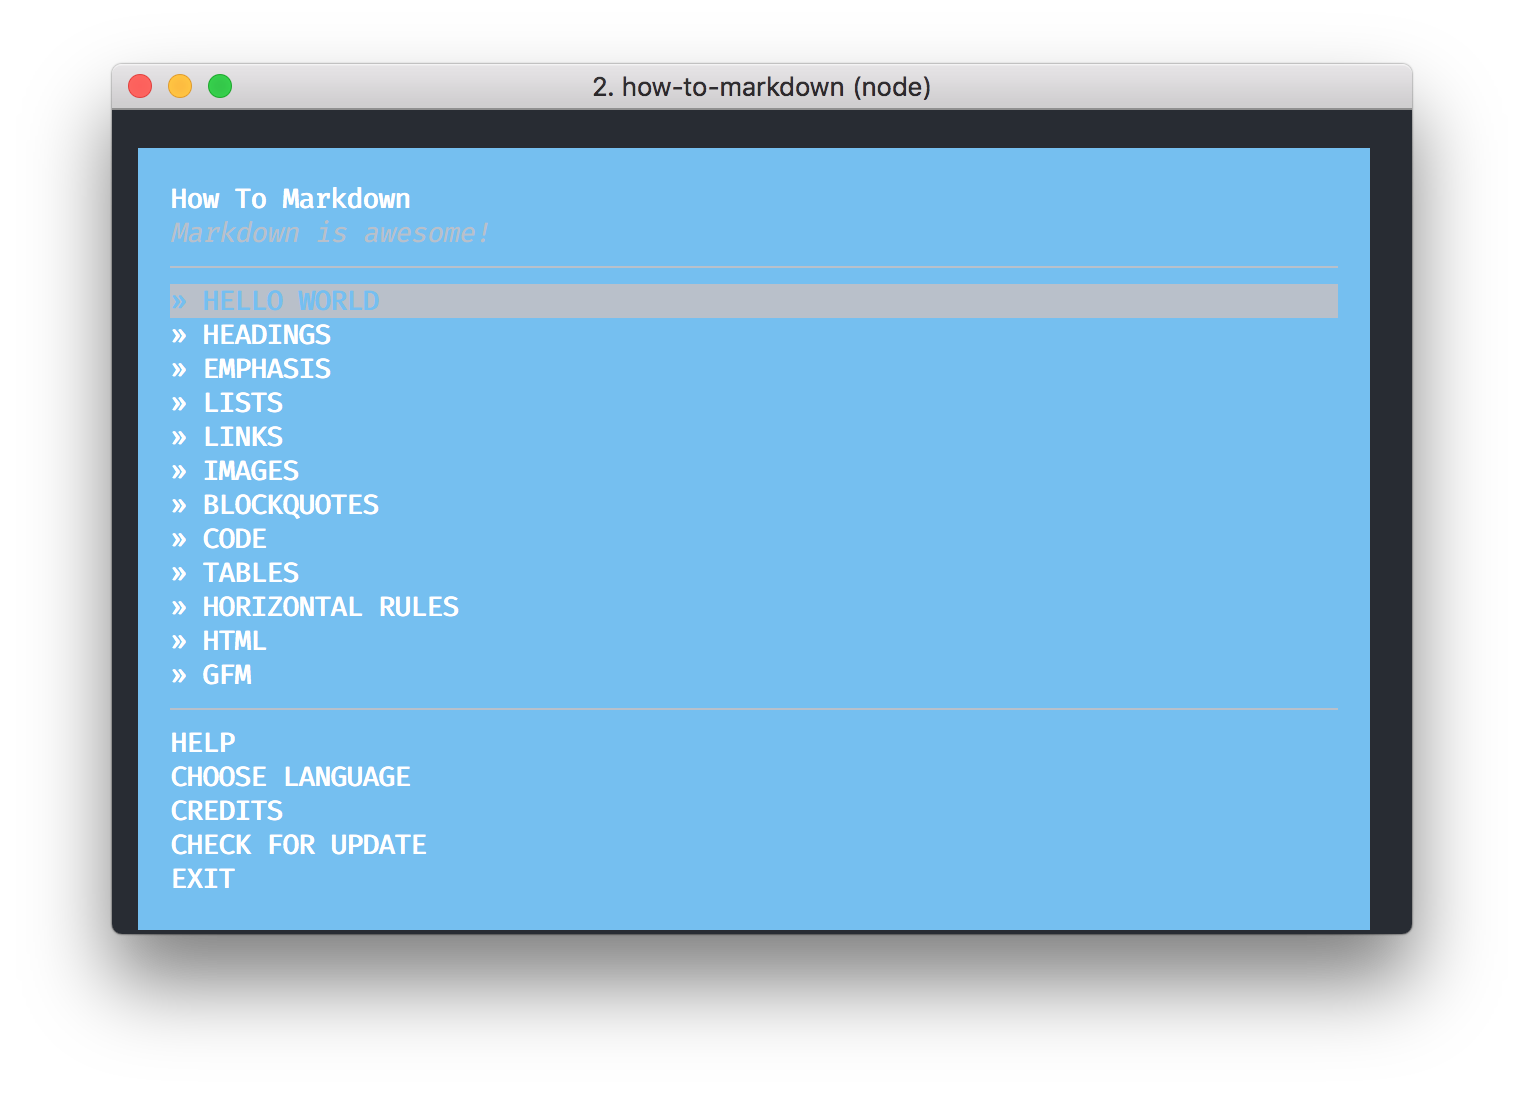 2. how-to-markdown (node)
How To Markdown
Markdown is awesome!
» HELLO WORLD
» HEADINGS
» EMPHASIS
» LISTS
» LINKS
» IMAGES
» BLOCKQUOTES
» CODE
» TABLES
» HORIZONTAL RULES
» HTML
» GFM
HELP
CHOOSE LANGUAGE
CREDITS
CHECK FOR UPDATE
EXIT